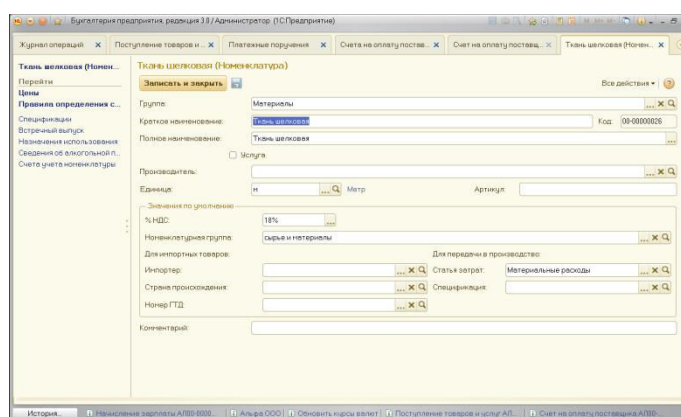 Бухгалтерия предприятия, редакция 3.0 / Администратор (1С:Предприятие)
Журнал операций
Поступление товаров и ...
Платежные поручения
Счета на оплату постав...
Счет на оплату поставщ...
Ткань шелковая (Номен...
Ткань шелковая (Номен...
Ткань шелковая (Номенклатура)
Перейти
Записать и закрыть
Все действия
Цены
Правила определения с...
Группа:
Материалы
Краткое наименование:
Ткань шелковая
Код:
00-00000026
Спецификации
Встречный выпуск
Полное наименование:
Ткань шелковая
Назначения использования
Услуга
Сведения об алкогольной п...
Счета учета номенклатуры
Производитель:
Единица:
м
Метр
Артикул:
Значения по умолчанию
% НДС:
18%
Номенклатурная группа:
сырье и материалы
Для импортных товаров:
Для передачи в производство:
Импортер:
Статья затрат:
Материальные расходы
Страна происхождения:
Спецификация:
Номер ГТД:
Комментарий:
История...
Начисление зарплаты АЛ00-0000...
Альфа ООО
Обновить курсы валют
Поступление товаров и услуг АЛ...
Счет на оплату поставщика АЛ00-...